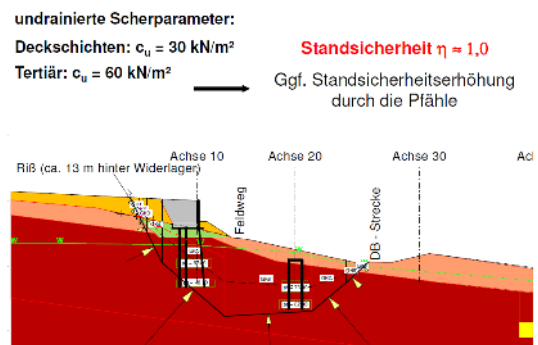 undrainierte Scherparameter:
Deckschichten: cᵤ = 30 kN/m²
Tertiär: cᵤ = 60 kN/m²
Standsicherheit η ≈ 1,0
Ggf. Standsicherheitserhöhung
durch die Pfähle
Achse 10
Achse 20
Achse 30
Ac
Riß (ca. 13 m hinter Widerlager)
Feldweg
DB - Strecke